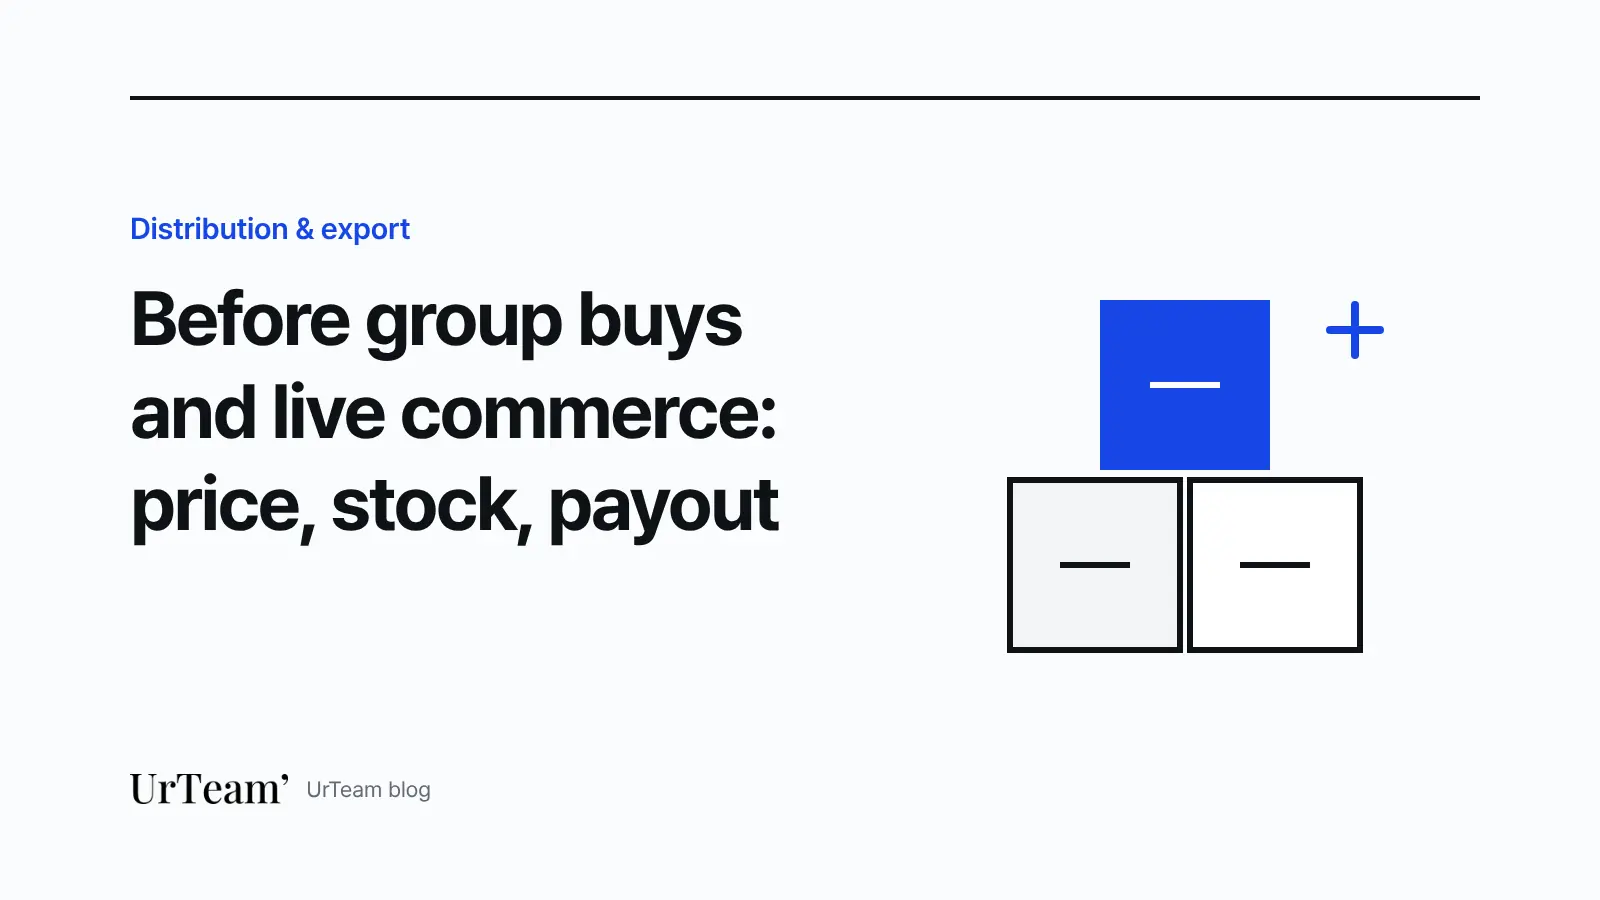 Distribution & export
Before group buys
and live commerce:
price, stock, payout
UrTeam’ UrTeam blog